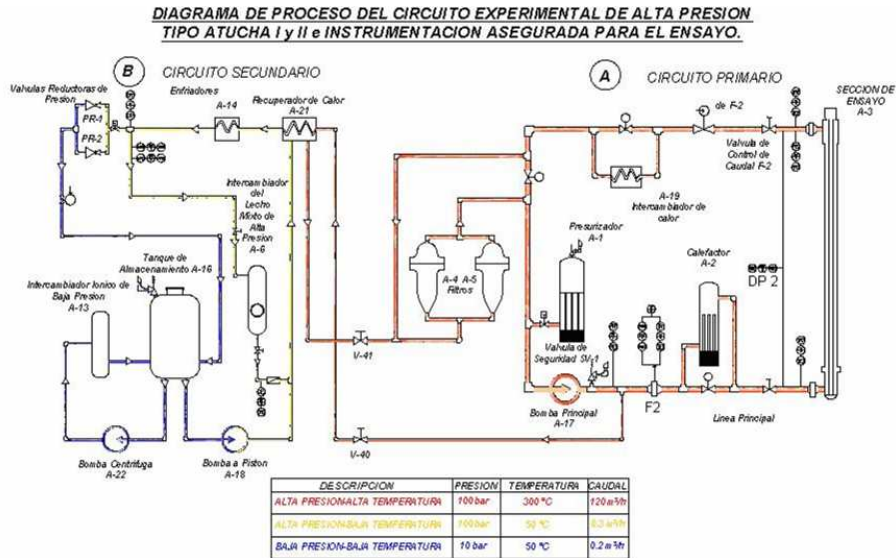 DIAGRAMA DE PROCESO DEL CIRCUITO EXPERIMENTAL DE ALTA PRESION
TIPO ATUCHA I y II e INSTRUMENTACION ASEGURADA PARA EL ENSAYO.
B
CIRCUITO SECUNDARIO
A
CIRCUITO PRIMARIO
SECCION DE
ENSAYO
A-3
Valvulas Reductoras de
Presion
PR-1
PR-2
Enfriadores
A-14
Recuperador de Calor
A-21
de F-2
Valvula de
Control de
Caudal F-2
A-19
Intercambiador de
calor
Intercambiador
del
Lecho
Mixto de
Alta
Presion
A-6
Presurizador
A-1
Calefactor
A-2
DP 2
Tanque de
Almacenamiento A-16
Intercambiador Ionico de
Baja Presion
A-13
A-4 A-5
Filtros
V-41
Valvula de
Seguridad SV-1
F2
Linea Principal
Bomba Principal
A-17
V-40
Bomba Centrifuga
A-22
Bomba a Piston
A-18
DESCRIPCION PRESION TEMPERATURA CAUDAL
ALTA PRESION-ALTA TEMPERATURA 100 bar 300 ºC 120 m³/h
ALTA PRESION-BAJA TEMPERATURA 100 bar 50 ºC
BAJA PRESION-BAJA TEMPERATURA 10 bar 50 ºC 0.2 m³/h